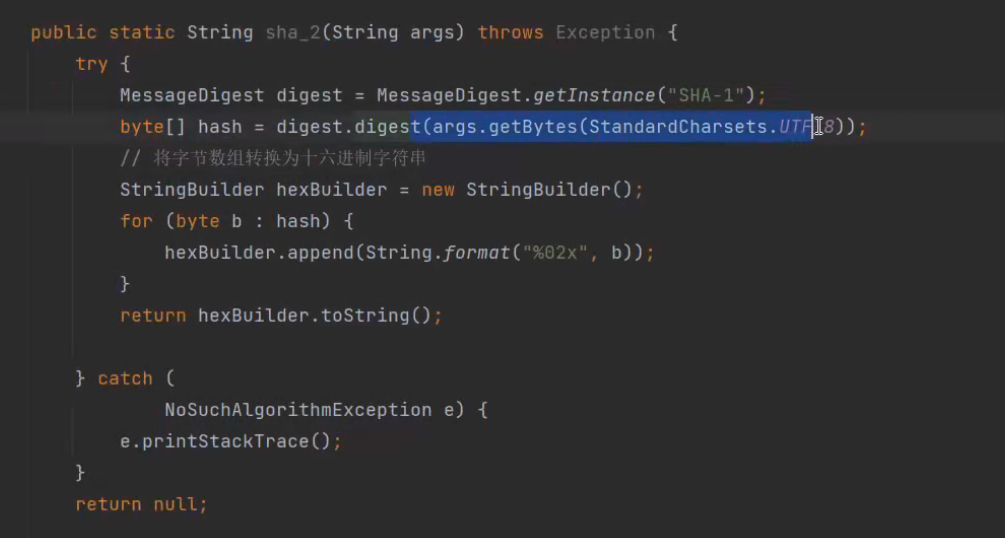 public static String sha_2(String args) throws Exception {
try {
MessageDigest digest = MessageDigest.getInstance("SHA-1");
byte[] hash = digest.digest(args.getBytes(StandardCharsets.UTF_8));
// 将字节数组转换为十六进制字符串
StringBuilder hexBuilder = new StringBuilder();
for (byte b : hash) {
hexBuilder.append(String.format("%02x", b));
}
return hexBuilder.toString();
} catch (
NoSuchAlgorithmException e) {
e.printStackTrace();
}
return null;